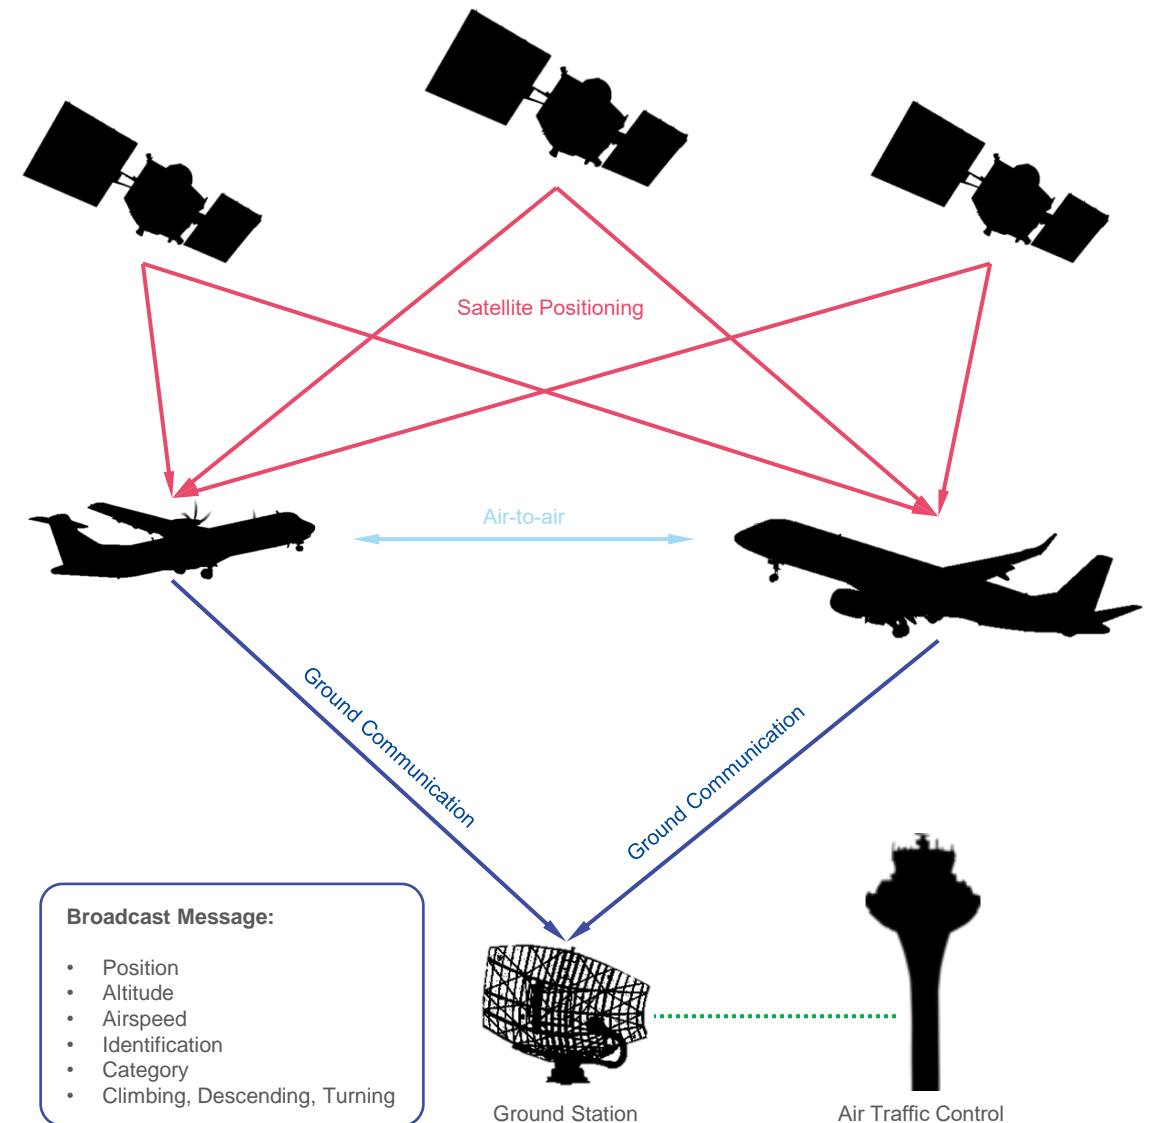 Satellite Positioning
Air-to-air
Ground Communication
Ground Communication
Broadcast Message:
• Position
• Altitude
• Airspeed
• Identification
• Category
• Climbing, Descending, Turning
Ground Station
Air Traffic Control